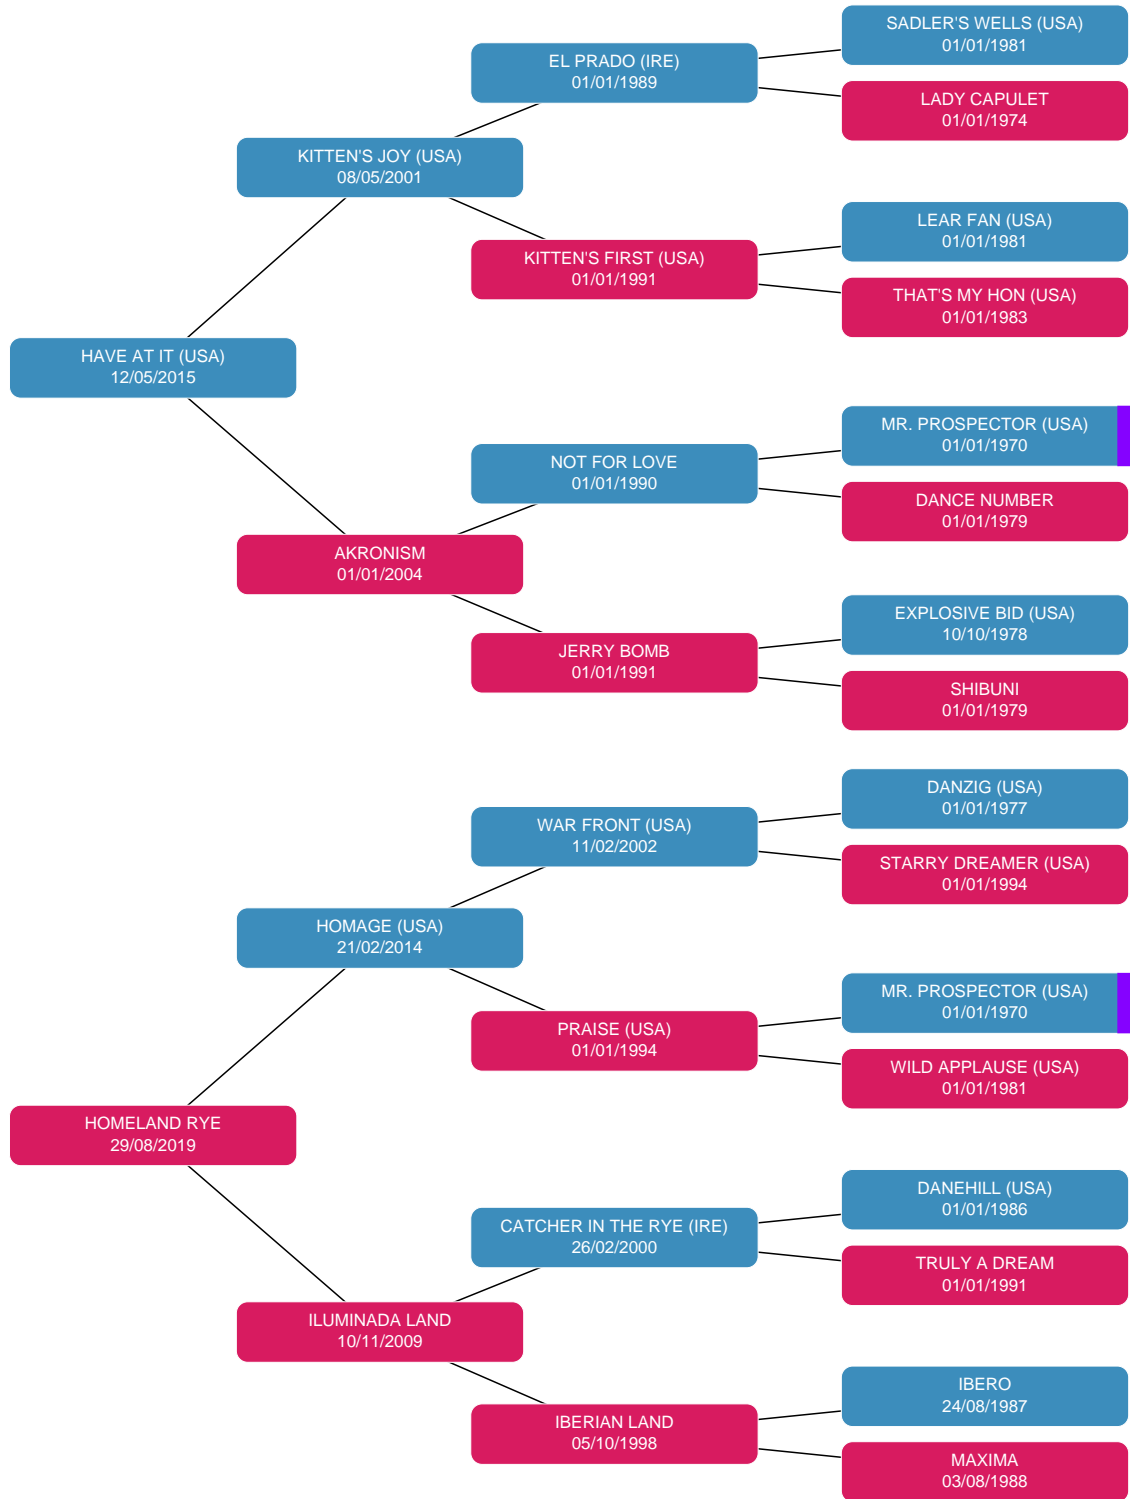 SADLER'S WELLS (USA)
01/01/1981
EL PRADO (IRE)
01/01/1989
LADY CAPULET
01/01/1974
KITTEN'S JOY (USA)
08/05/2001
LEAR FAN (USA)
01/01/1981
KITTEN'S FIRST (USA)
01/01/1991
THAT'S MY HON (USA)
01/01/1983
HAVE AT IT (USA)
12/05/2015
MR. PROSPECTOR (USA)
01/01/1970
NOT FOR LOVE
01/01/1990
DANCE NUMBER
01/01/1979
AKRONISM
01/01/2004
EXPLOSIVE BID (USA)
10/10/1978
JERRY BOMB
01/01/1991
SHIBUNI
01/01/1979
DANZIG (USA)
01/01/1977
WAR FRONT (USA)
11/02/2002
STARRY DREAMER (USA)
01/01/1994
HOMAGE (USA)
21/02/2014
MR. PROSPECTOR (USA)
01/01/1970
PRAISE (USA)
01/01/1994
WILD APPLAUSE (USA)
01/01/1981
HOMELAND RYE
29/08/2019
DANEHILL (USA)
01/01/1986
CATCHER IN THE RYE (IRE)
26/02/2000
TRULY A DREAM
01/01/1991
ILUMINADA LAND
10/11/2009
IBERO
24/08/1987
IBERIAN LAND
05/10/1998
MAXIMA
03/08/1988